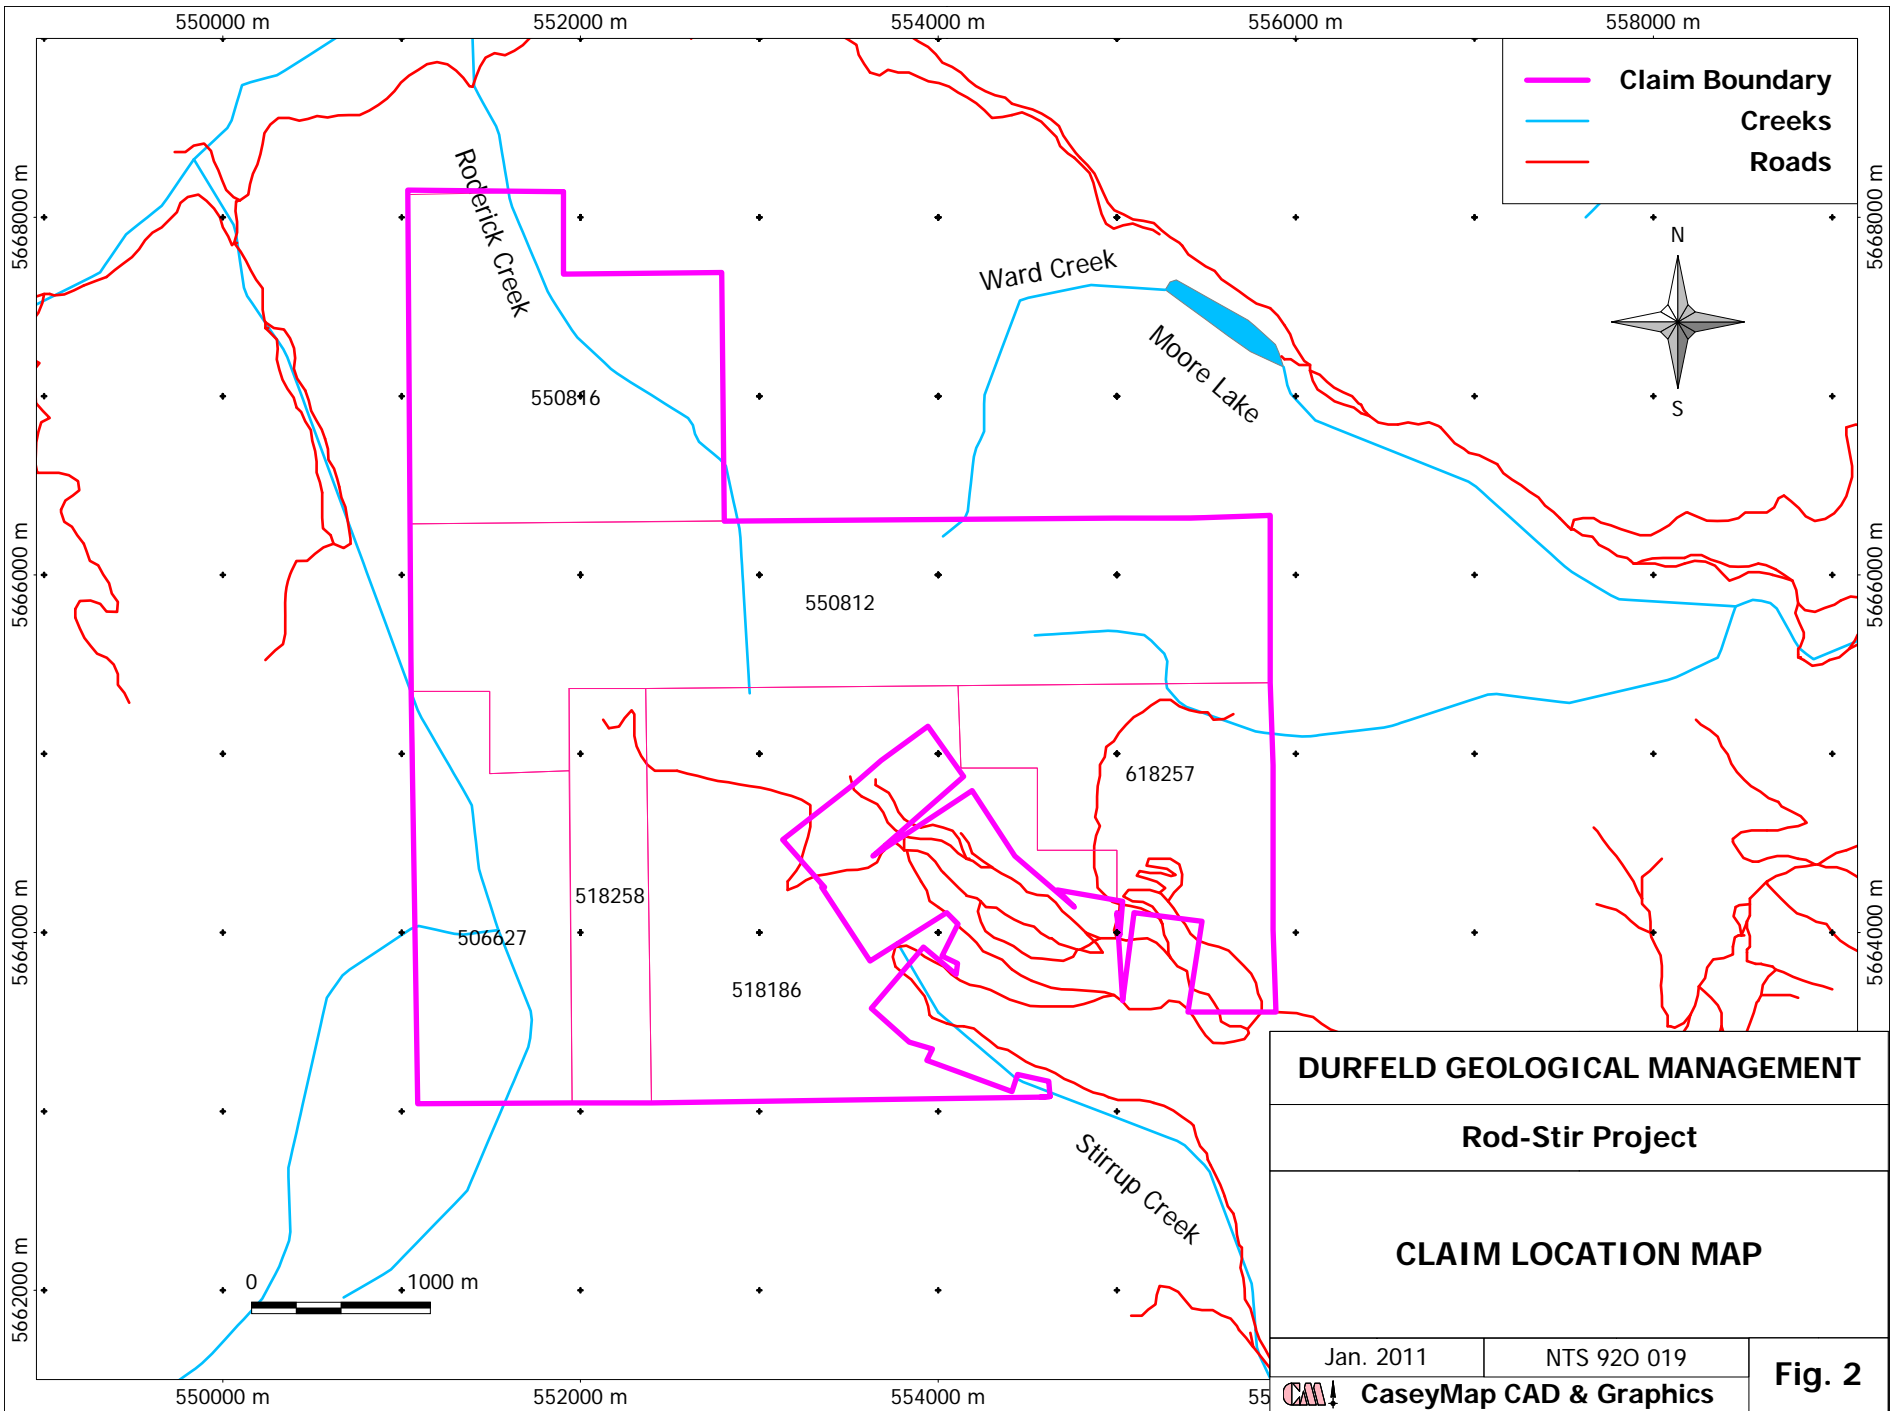 550000 m
552000 m
554000 m
556000 m
558000 m
Claim Boundary
Creeks
Roads
5668000 m
5668000 m
Roderick Creek
Ward Creek
Moore Lake
N
S
550816
5666000 m
5666000 m
550812
618257
518258
506627
518186
5664000 m
5664000 m
Stirrup Creek
5662000 m
0
1000 m
DURFELD GEOLOGICAL MANAGEMENT
Rod-Stir Project
CLAIM LOCATION MAP
Jan. 2011
NTS 92O 019
Fig. 2
CaseyMap CAD & Graphics
550000 m
552000 m
554000 m
55